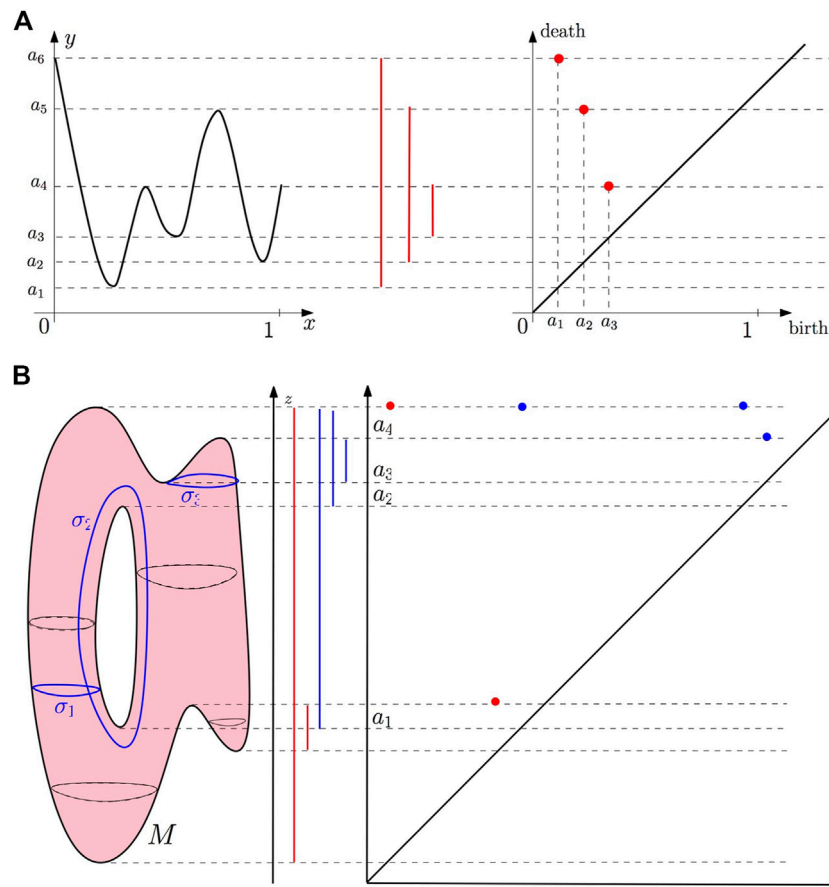 A
y
a₆
a₅
a₄
a₃
a₂
a₁
0
1
x
death
0
a₁
a₂
a₃
1
birth
B
z
a₄
a₃
a₂
a₁
σ₃
σ₂
σ₁
M